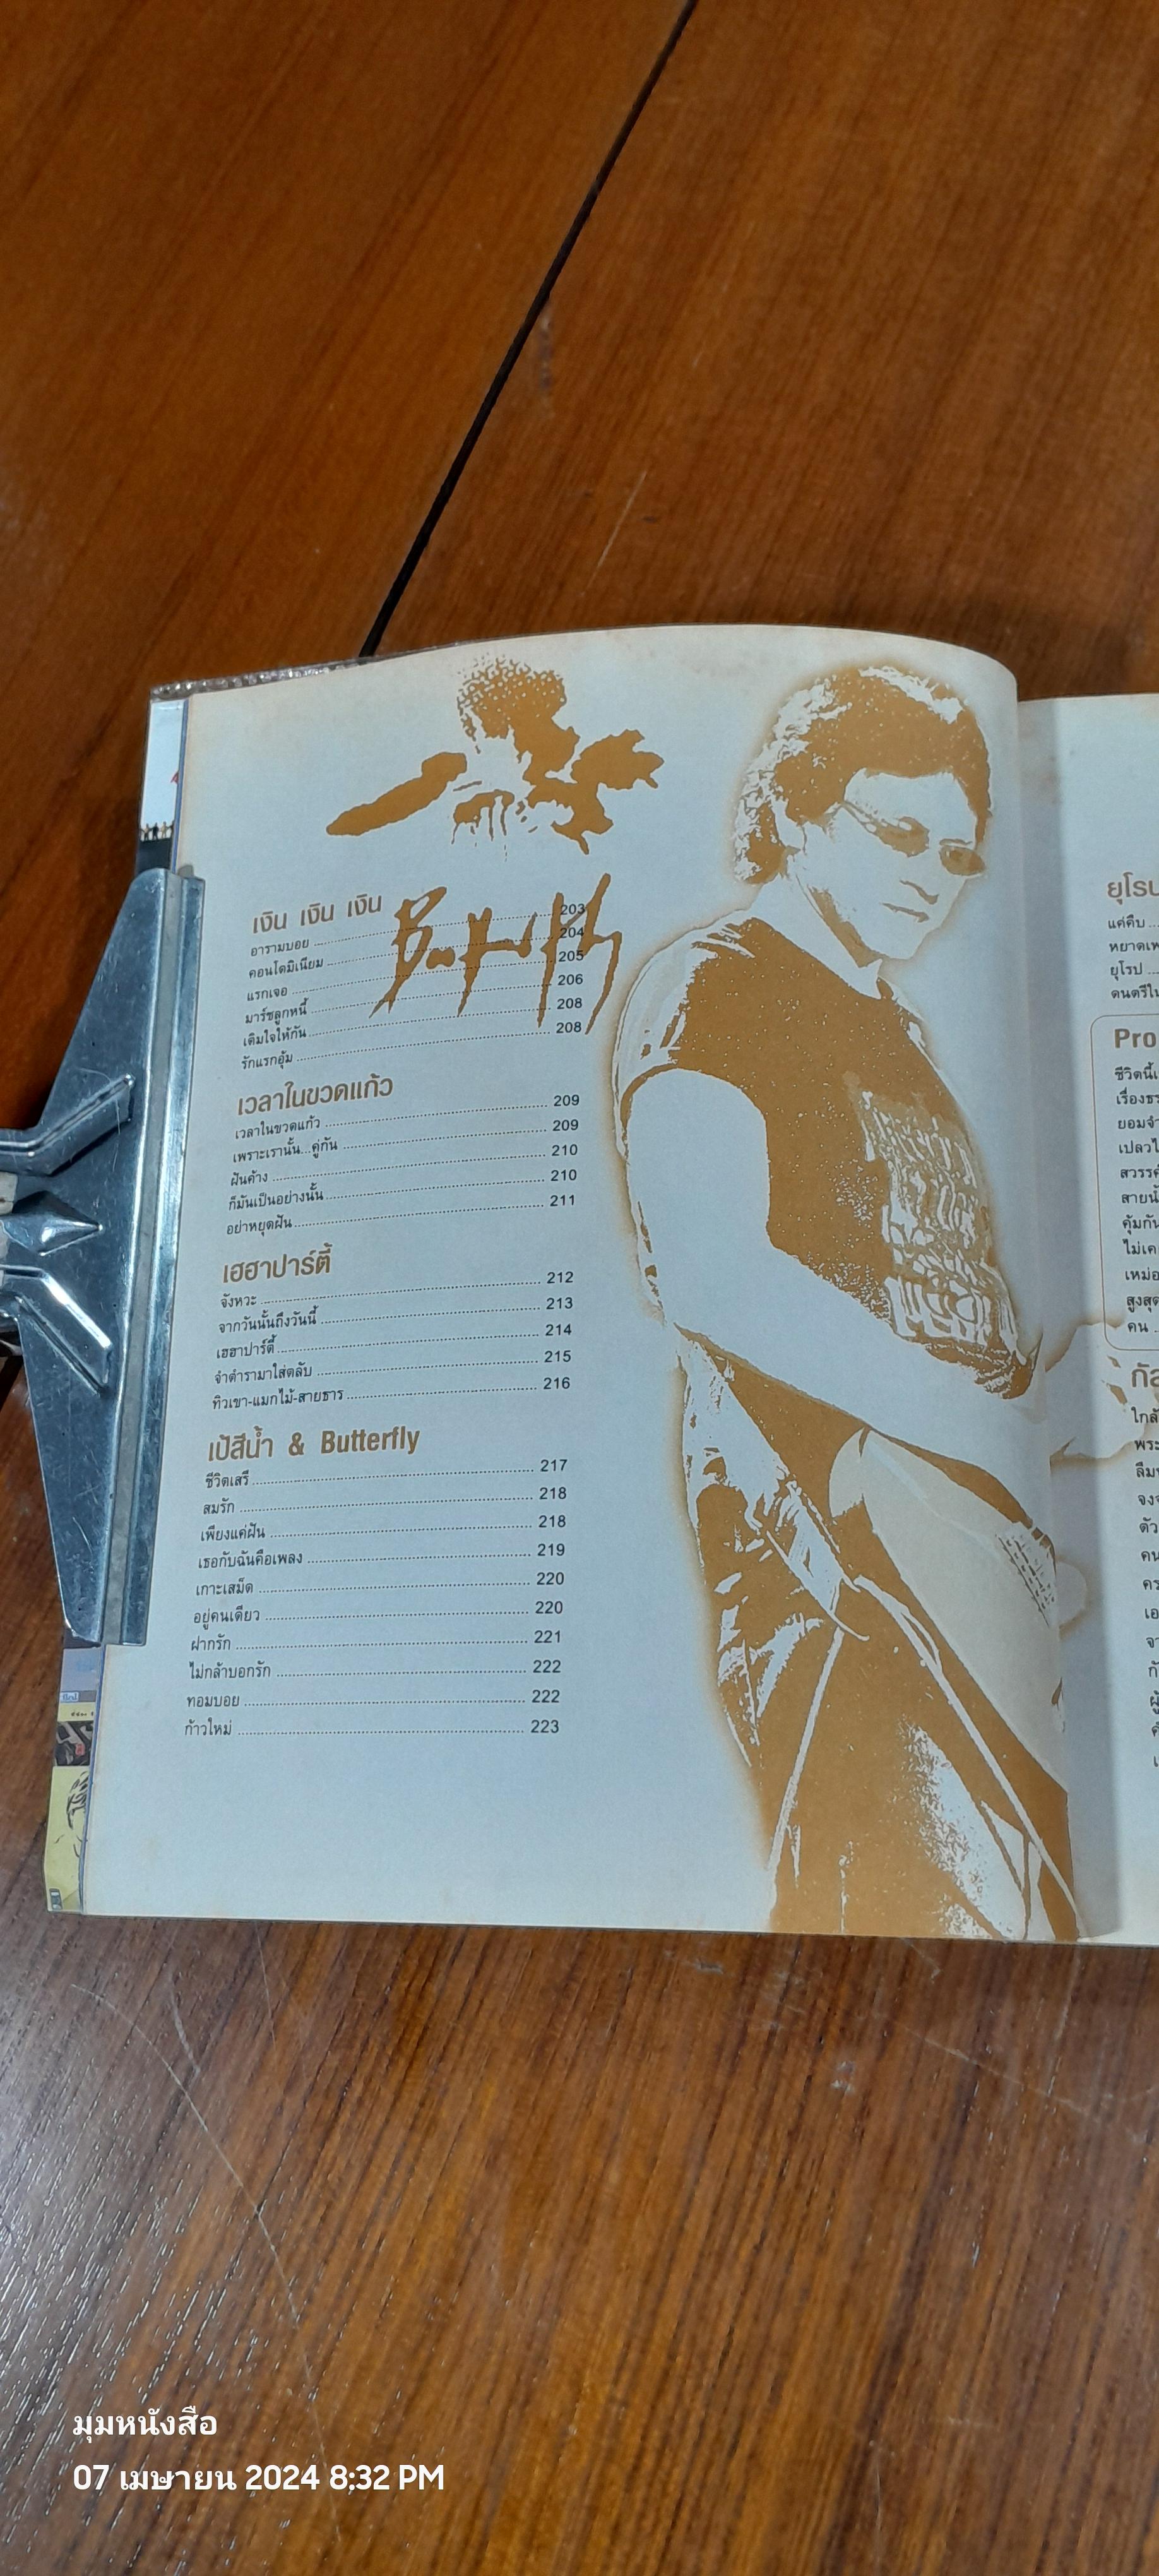 Butterfly
เงิน เงิน เงิน
อารามบอย 203
คอนโดมิเนียม 204
แรกเจอ 205
มาร์ชลูกหนี้ 206
เติมใจให้กัน 208
รักแรกอุ้ม 208
เวลาในขวดแก้ว
เวลาในขวดแก้ว 209
เพราะเรานั้น...คู่กัน 209
ฝันค้าง 210
ก็มันเป็นอย่างนั้น 210
อย่าหยุดฝัน 211
เฮฮาปาร์ตี้
จังหวะ 212
จากวันนั้นถึงวันนี้ 213
เฮฮาปาร์ตี้ 214
จำตำรามาใส่ตลับ 215
ทิวเขา-แมกไม้-สายธาร 216
เป้สีน้ำ & Butterfly
ชีวิตเสรี 217
สมรัก 218
เพียงแค่ฝัน 218
เธอกับฉันคือเพลง 219
เกาะเสม็ด 220
อยู่คนเดียว 220
ฝากรัก 221
ไม่กล้าบอกรัก 222
ทอมบอย 222
ก้าวใหม่ 223
ยุโรป
แค่คืบ
ยุโรป
Pro
คุ้มกัน
สูงสุด
คน
มุมหนังสือ
07 เมษายน 2024 8:32 PM